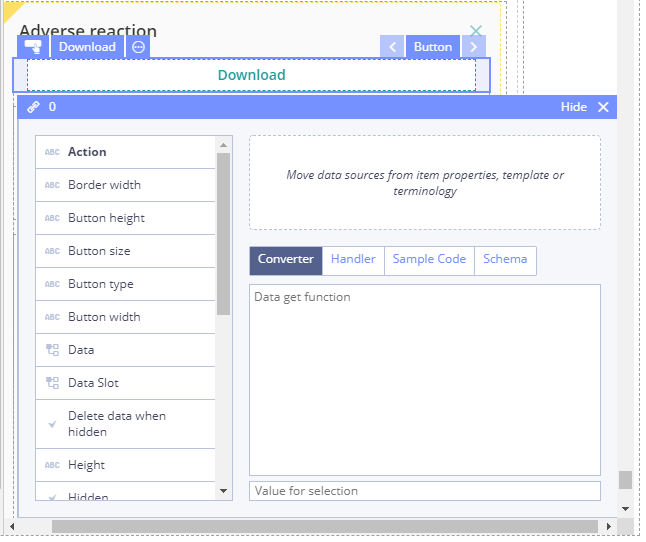 Adverse reaction
Download
Button
Download
0
Hide
ABC Action
ABC Border width
ABC Button height
ABC Button size
ABC Button type
ABC Button width
Data
Data Slot
Delete data when
hidden
ABC Height
Hidden
Move data sources from item properties, template or
terminology
Converter Handler Sample Code Schema
Data get function
Value for selection